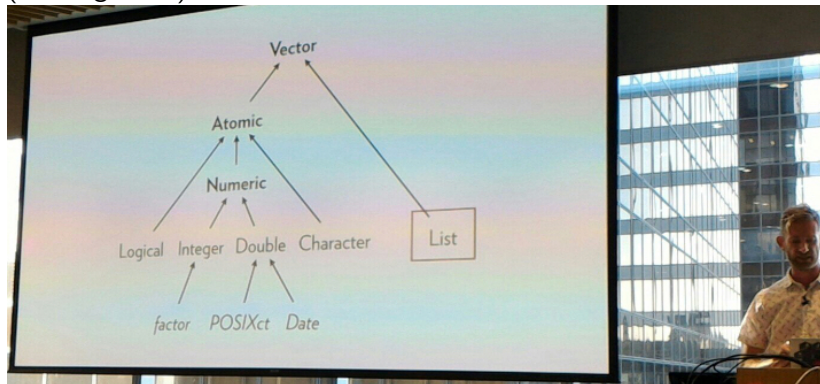 Vector
Atomic
Numeric
Logical Integer Double Character List
factor POSIXct Date